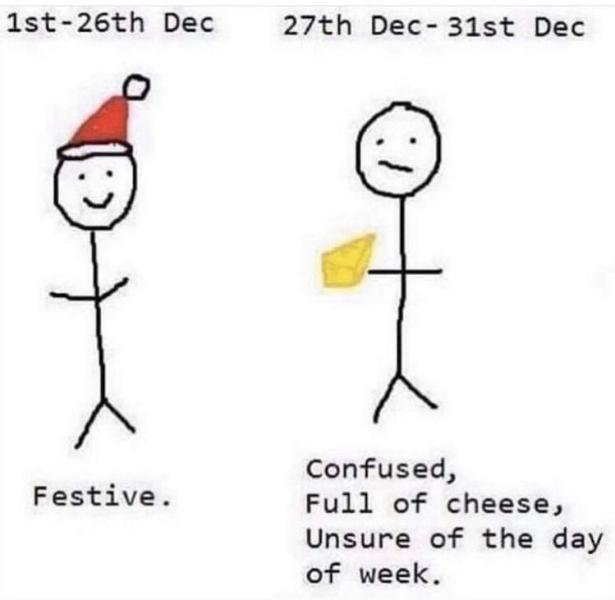 1st-26th Dec
27th Dec-31st Dec
Festive.
Confused,
Full of cheese,
Unsure of the day
of week.